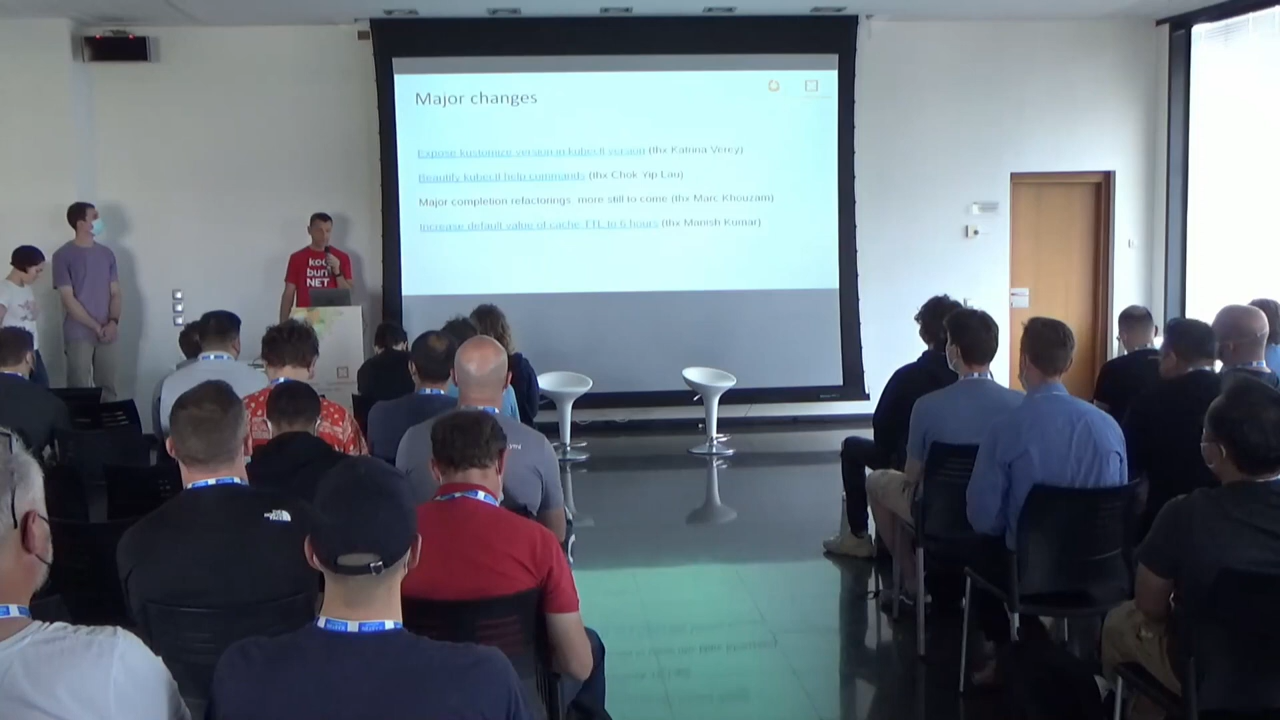 Major changes
Expose kustomize version in kubectl version (thx Katrina Verey)
Beautify kubectl help commands (thx Chok Yip Lau)
Major completion refactorings, more still to come (thx Marc Khouzam)
Increase default value of cache TTL to 6 hours (thx Manish Kumar)
NET